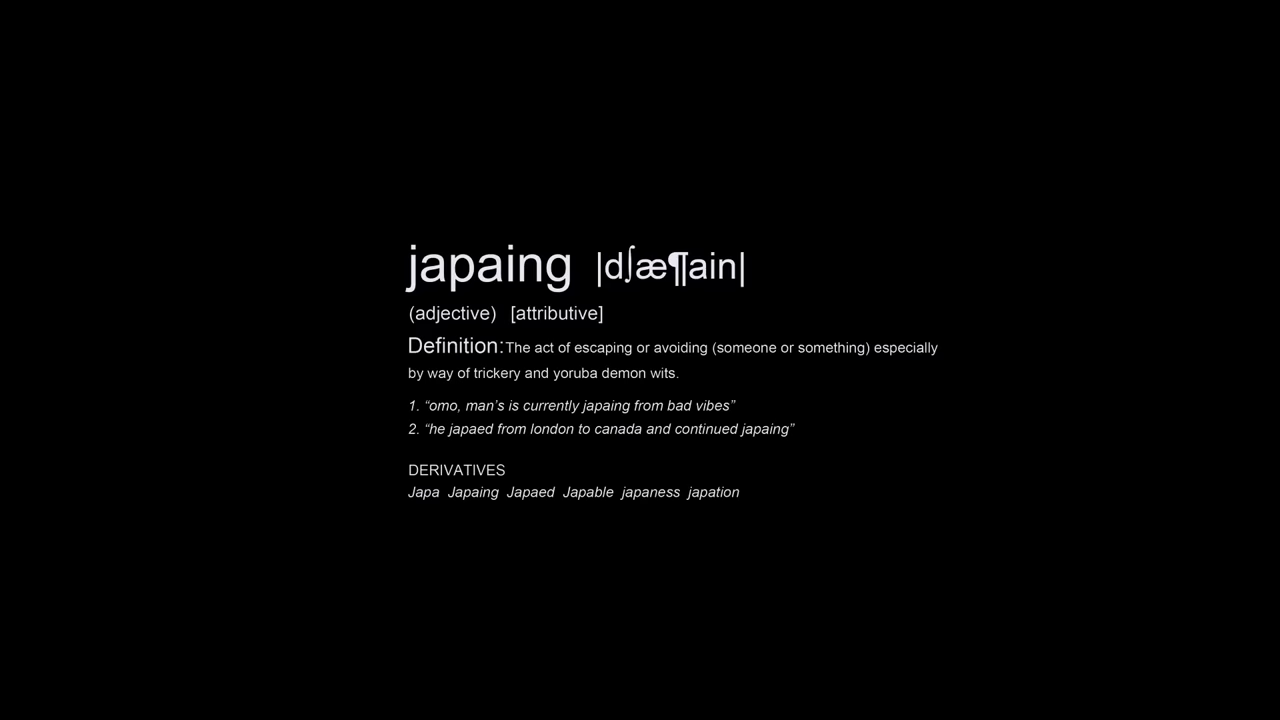 japaing |dʃæ¶ain|
(adjective) [attributive]
Definition:The act of escaping or avoiding (someone or something) especially
by way of trickery and yoruba demon wits.
1. “omo, man’s is currently japaing from bad vibes”
2. “he japaed from london to canada and continued japaing”
DERIVATIVES
Japa Japaing Japaed Japable japaness japation